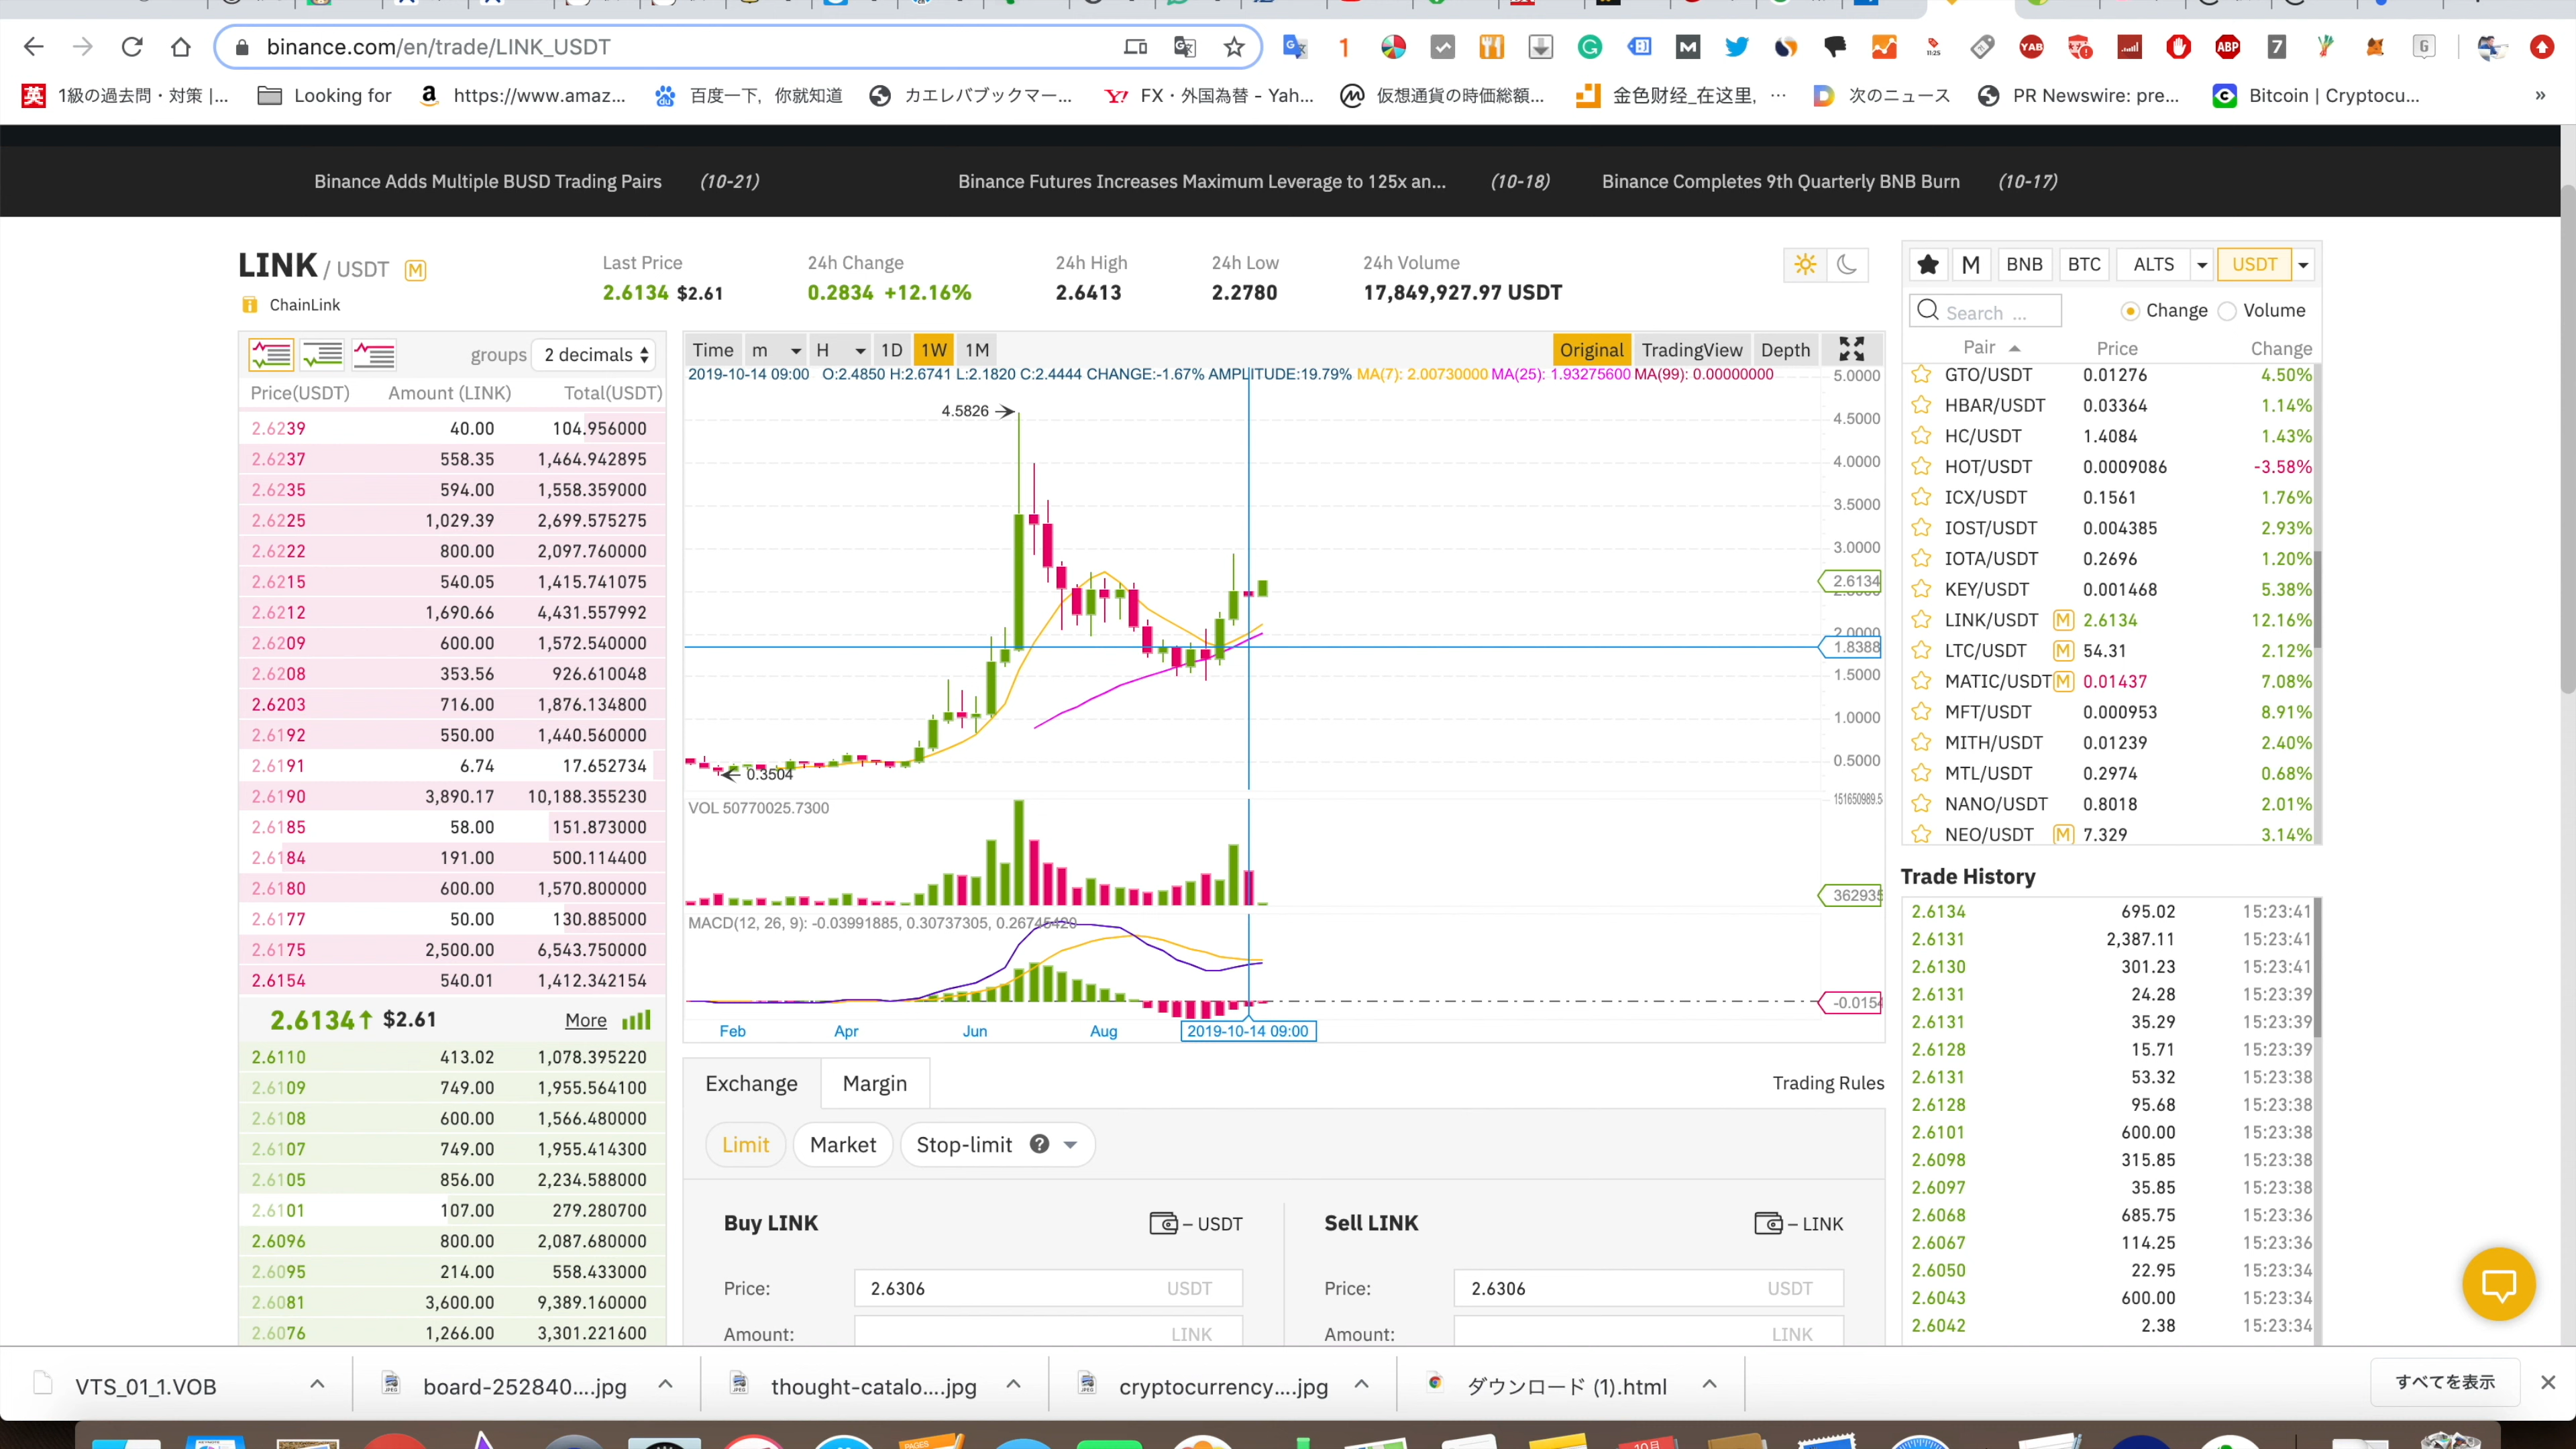 binance.com/en/trade/LINK_USDT
英 1級の過去問・対策 |...
Looking for
https://www.amaz...
百度一下，你就知道
カエレバブックマー...
FX・外国為替 - Yah...
仮想通貨の時価総額...
金色财经_在这里, ...
次のニュース
PR Newswire: pre...
Bitcoin | Cryptocu...
»
Binance Adds Multiple BUSD Trading Pairs (10-21)
Binance Futures Increases Maximum Leverage to 125x an... (10-18)
Binance Completes 9th Quarterly BNB Burn (10-17)
LINK / USDT M
ChainLink
Last Price
2.6134 $2.61
24h Change
0.2834 +12.16%
24h High
2.6413
24h Low
2.2780
24h Volume
17,849,927.97 USDT
groups 2 decimals
Price(USDT) Amount (LINK) Total(USDT)
2.6239 40.00 104.956000
2.6237 558.35 1,464.942895
2.6235 594.00 1,558.359000
2.6225 1,029.39 2,699.575275
2.6222 800.00 2,097.760000
2.6215 540.05 1,415.741075
2.6212 1,690.66 4,431.557992
2.6209 600.00 1,572.540000
2.6208 353.56 926.610048
2.6203 716.00 1,876.134800
2.6192 550.00 1,440.560000
2.6191 6.74 17.652734
2.6190 3,890.17 10,188.355230
2.6185 58.00 151.873000
2.6184 191.00 500.114400
2.6180 600.00 1,570.800000
2.6177 50.00 130.885000
2.6175 2,500.00 6,543.750000
2.6154 540.01 1,412.342154
2.6134↑ $2.61 More
2.6110 413.02 1,078.395220
2.6109 749.00 1,955.564100
2.6108 600.00 1,566.480000
2.6107 749.00 1,955.414300
2.6105 856.00 2,234.588000
2.6101 107.00 279.280700
2.6096 800.00 2,087.680000
2.6095 214.00 558.433000
2.6081 3,600.00 9,389.160000
2.6076 1,266.00 3,301.221600
Time m H 1D 1W 1M
Original TradingView Depth
2019-10-14 09:00 O:2.4850 H:2.6741 L:2.1820 C:2.4444 CHANGE:-1.67% AMPLITUDE:19.79% MA(7): 2.00730000 MA(25): 1.93275600 MA(99): 0.00000000
5.0000
4.5826
4.5000
4.0000
3.5000
3.0000
2.6134
2.0000
1.8388
1.5000
1.0000
0.5000
0.3504
VOL 50770025.7300
151650989.5
362935
MACD(12, 26, 9): -0.03991885, 0.30737305, 0.26745420
-0.0154
Feb Apr Jun Aug 2019-10-14 09:00
Exchange Margin Trading Rules
Limit Market Stop-limit ?
Buy LINK – USDT
Price: 2.6306 USDT
Amount: LINK
Sell LINK – LINK
Price: 2.6306 USDT
Amount: LINK
M BNB BTC ALTS USDT
Search ... Change Volume
Pair Price Change
GTO/USDT 0.01276 4.50%
HBAR/USDT 0.03364 1.14%
HC/USDT 1.4084 1.43%
HOT/USDT 0.0009086 -3.58%
ICX/USDT 0.1561 1.76%
IOST/USDT 0.004385 2.93%
IOTA/USDT 0.2696 1.20%
KEY/USDT 0.001468 5.38%
LINK/USDT M 2.6134 12.16%
LTC/USDT M 54.31 2.12%
MATIC/USDT M 0.01437 7.08%
MFT/USDT 0.000953 8.91%
MITH/USDT 0.01239 2.40%
MTL/USDT 0.2974 0.68%
NANO/USDT 0.8018 2.01%
NEO/USDT M 7.329 3.14%
Trade History
2.6134 695.02 15:23:41
2.6131 2,387.11 15:23:41
2.6130 301.23 15:23:41
2.6131 24.28 15:23:39
2.6131 35.29 15:23:39
2.6128 15.71 15:23:39
2.6131 53.32 15:23:38
2.6128 95.68 15:23:38
2.6101 600.00 15:23:38
2.6098 315.85 15:23:38
2.6097 35.85 15:23:38
2.6068 685.75 15:23:36
2.6067 114.25 15:23:36
2.6050 22.95 15:23:34
2.6043 600.00 15:23:34
2.6042 2.38 15:23:34
VTS_01_1.VOB
board-252840....jpg
thought-catalo....jpg
cryptocurrency....jpg
ダウンロード (1).html
すべてを表示